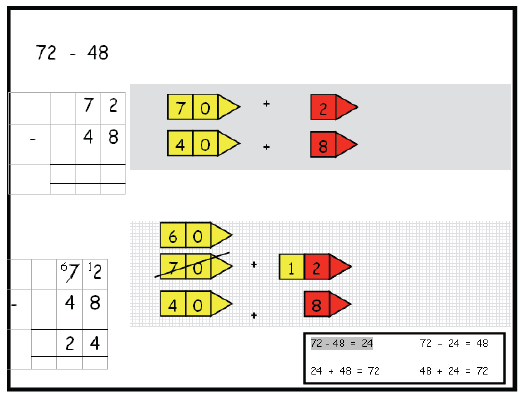 72 - 48
7 2
- 4 8
7 0 + 2
4 0 + 8
6 0
7 0 + 1 2
4 0 + 8
6 7 1 2
- 4 8
2 4
72 - 48 = 24 72 - 24 = 48
24 + 48 = 72 48 + 24 = 72